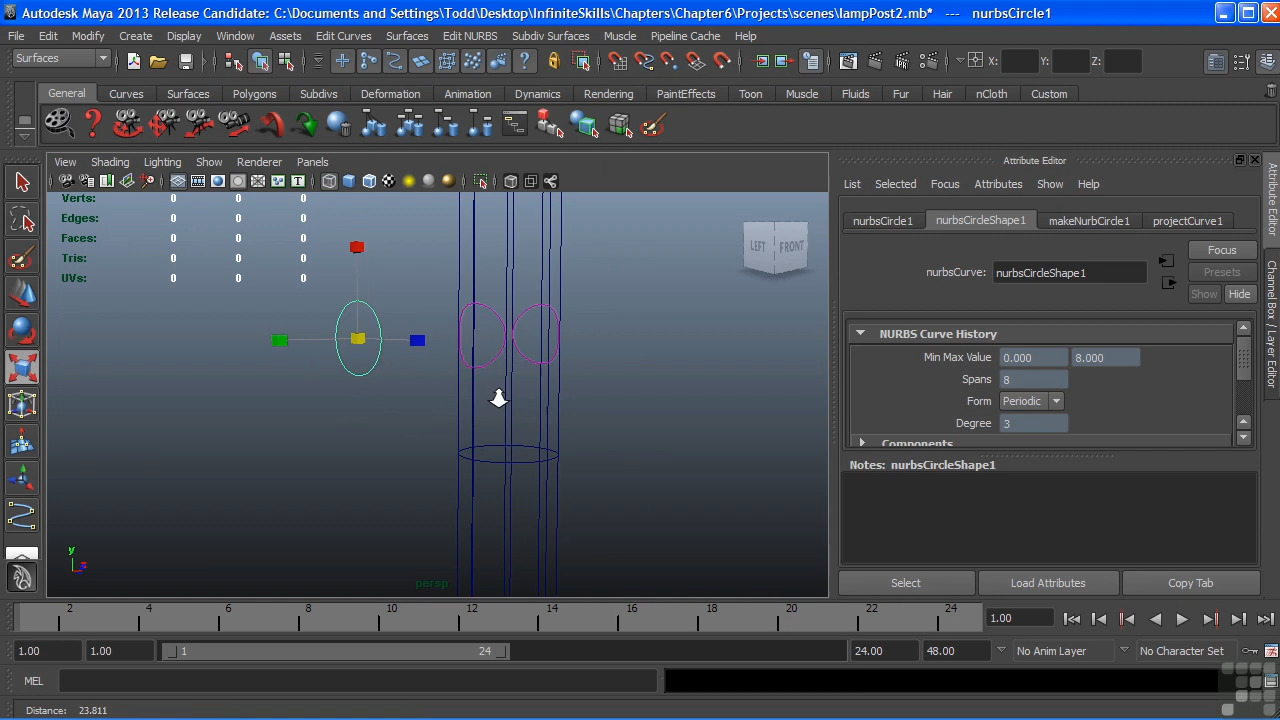 Autodesk Maya 2013 Release Candidate: C:\Documents and Settings\Todd\Desktop\InfiniteSkills\Chapters\Chapter6\Projects\scenes\lampPost2.mb* --- nurbsCircle1
File Edit Modify Create Display Window Assets Edit Curves Surfaces Edit NURBS Subdiv Surfaces Muscle Pipeline Cache Help
Surfaces X: Y: Z:
General Curves Surfaces Polygons Subdivs Deformation Animation Dynamics Rendering PaintEffects Toon Muscle Fluids Fur Hair nCloth Custom
View Shading Lighting Show Renderer Panels
Attribute Editor
List Selected Focus Attributes Show Help
Verts: 0 0 0
Edges: 0 0 0
Faces: 0 0 0
Tris: 0 0 0
UVs: 0 0 0
LEFT FRONT
nurbsCircle1 nurbsCircleShape1 makeNurbCircle1 projectCurve1
Focus
nurbsCurve: nurbsCircleShape1 Presets
Show Hide
NURBS Curve History
Min Max Value 0.000 8.000
Spans 8
Form Periodic
Degree 3
Components
Notes: nurbsCircleShape1
Select Load Attributes Copy Tab
Attribute Editor
Channel Box / Layer Editor
y
z
persp
2 4 6 8 10 12 14 16 18 20 22 24 1.00
1.00 1.00 1 24 24.00 48.00 No Anim Layer No Character Set
MEL
Distance: 23.811